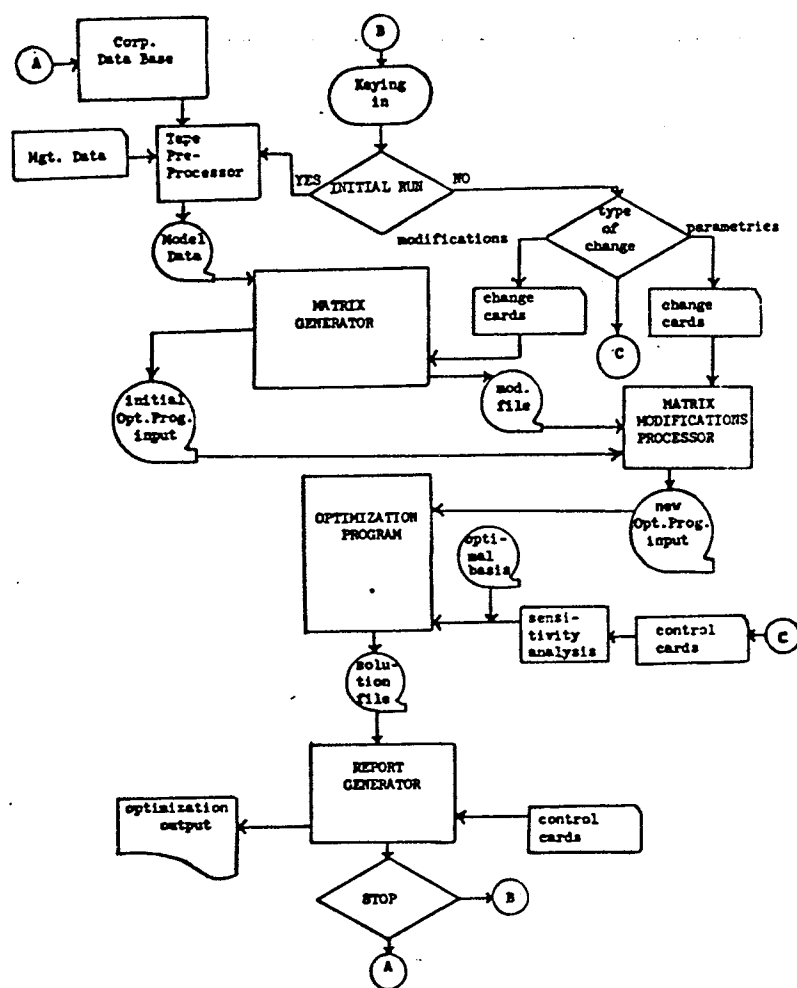 A
Corp.
Data Base
B
Keying
in
Mgt. Data
Tape
Pre-
Processor
YES
INITIAL RUN
NO
type
of
change
modifications
parametrics
Model
Data
MATRIX
GENERATOR
change
cards
C
change
cards
initial
Opt.Prog.
input
mod.
file
MATRIX
MODIFICATIONS
PROCESSOR
OPTIMIZATION
PROGRAM
new
Opt.Prog.
input
opti-
mal
basis
sensi-
tivity
analysis
control
cards
C
solu-
tion
file
REPORT
GENERATOR
optimization
output
control
cards
STOP
B
A